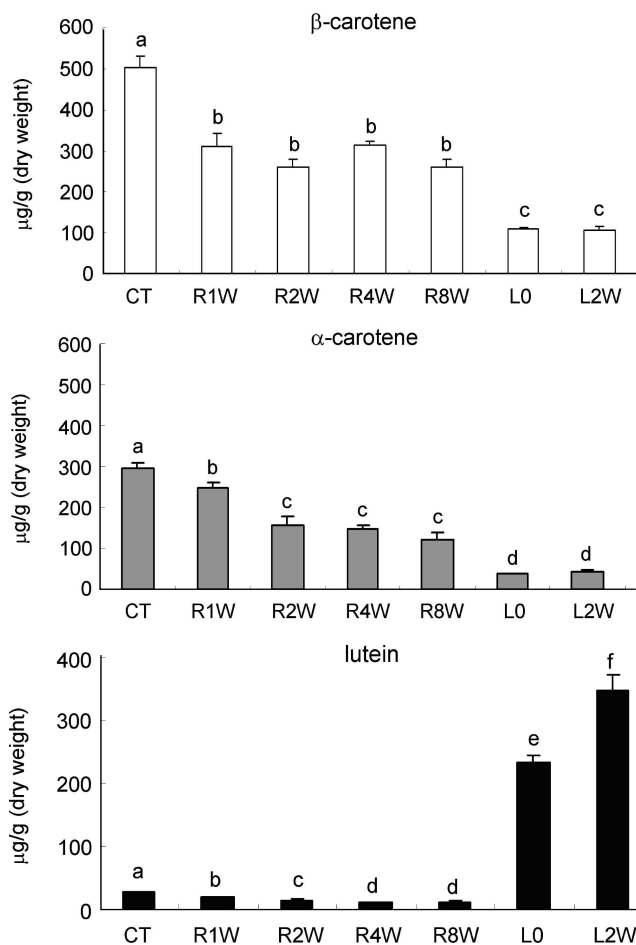 β-carotene
600
a
500
400
b
b
b
b
300
200
c
c
100
0
μg/g (dry weight)
CT R1W R2W R4W R8W L0 L2W
α-carotene
600
500
400
a
300
b
c
c
c
200
d
d
100
0
μg/g (dry weight)
CT R1W R2W R4W R8W L0 L2W
lutein
400
f
300
e
200
100
a
b
c
d
d
0
μg/g (dry weight)
CT R1W R2W R4W R8W L0 L2W